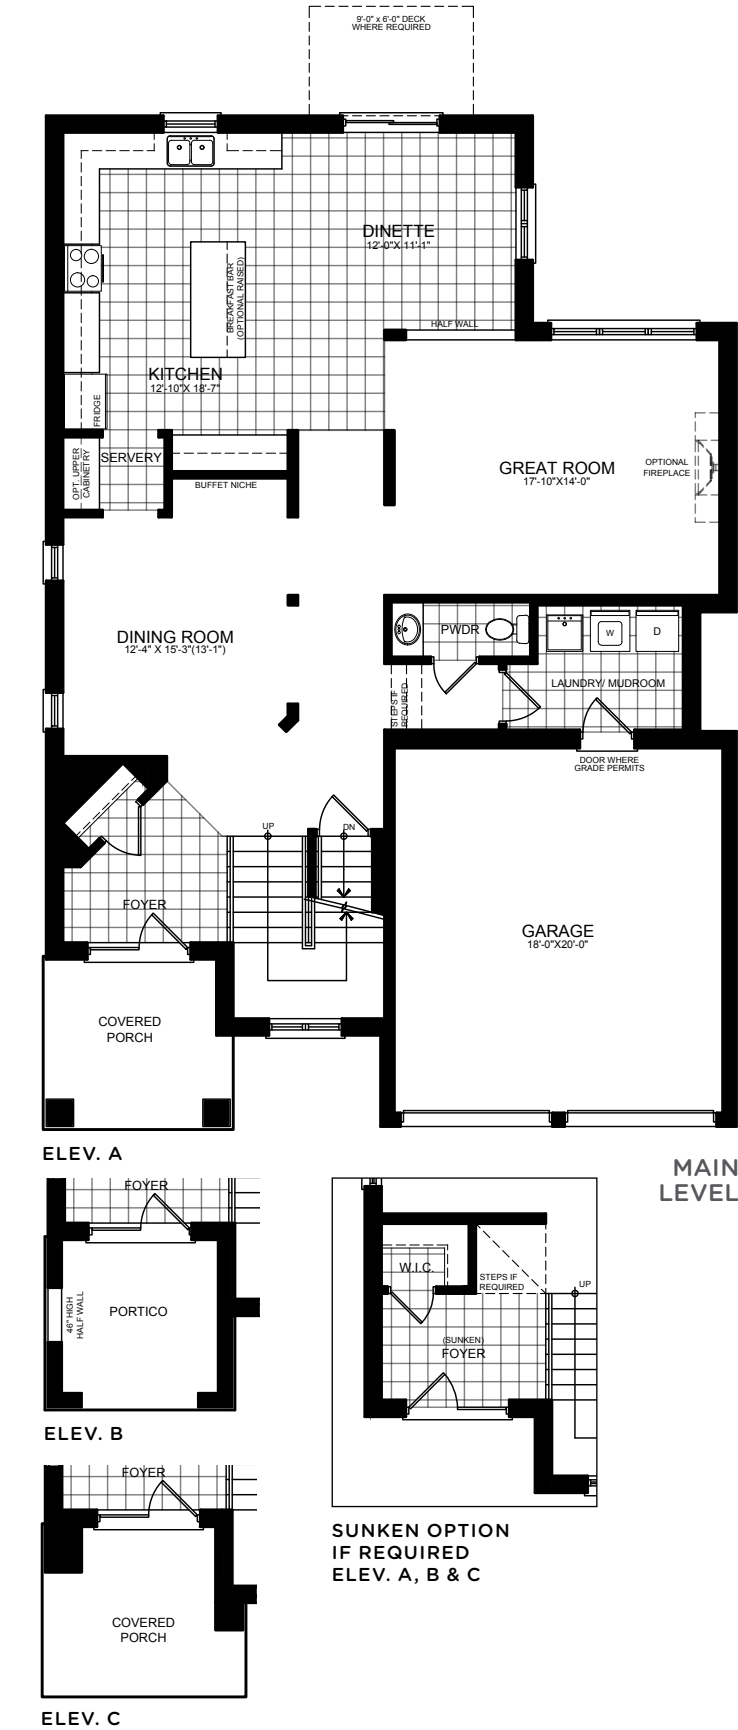 9'-0" x 6'-0" DECK
WHERE REQUIRED
DINETTE
12'-0"X 11'-1"
BREAKFAST BAR
(OPTIONAL RAISED)
HALF WALL
KITCHEN
12'-10"X 18'-7"
FRIDGE
OPT. UPPER
CABINETRY
SERVERY
BUFFET NICHE
GREAT ROOM
17'-10"X14'-0"
OPTIONAL
FIREPLACE
DINING ROOM
12'-4" X 15'-3"(13'-1")
PWDR
W
D
STEPS IF
REQUIRED
LAUNDRY/ MUDROOM
DOOR WHERE
GRADE PERMITS
UP
DN
FOYER
GARAGE
18'-0"X20'-0"
COVERED
PORCH
ELEV. A
MAIN
LEVEL
FOYER
46" HIGH
HALF WALL
PORTICO
ELEV. B
W.I.C.
STEPS IF
REQUIRED
UP
(SUNKEN)
FOYER
SUNKEN OPTION
IF REQUIRED
ELEV. A, B & C
FOYER
COVERED
PORCH
ELEV. C